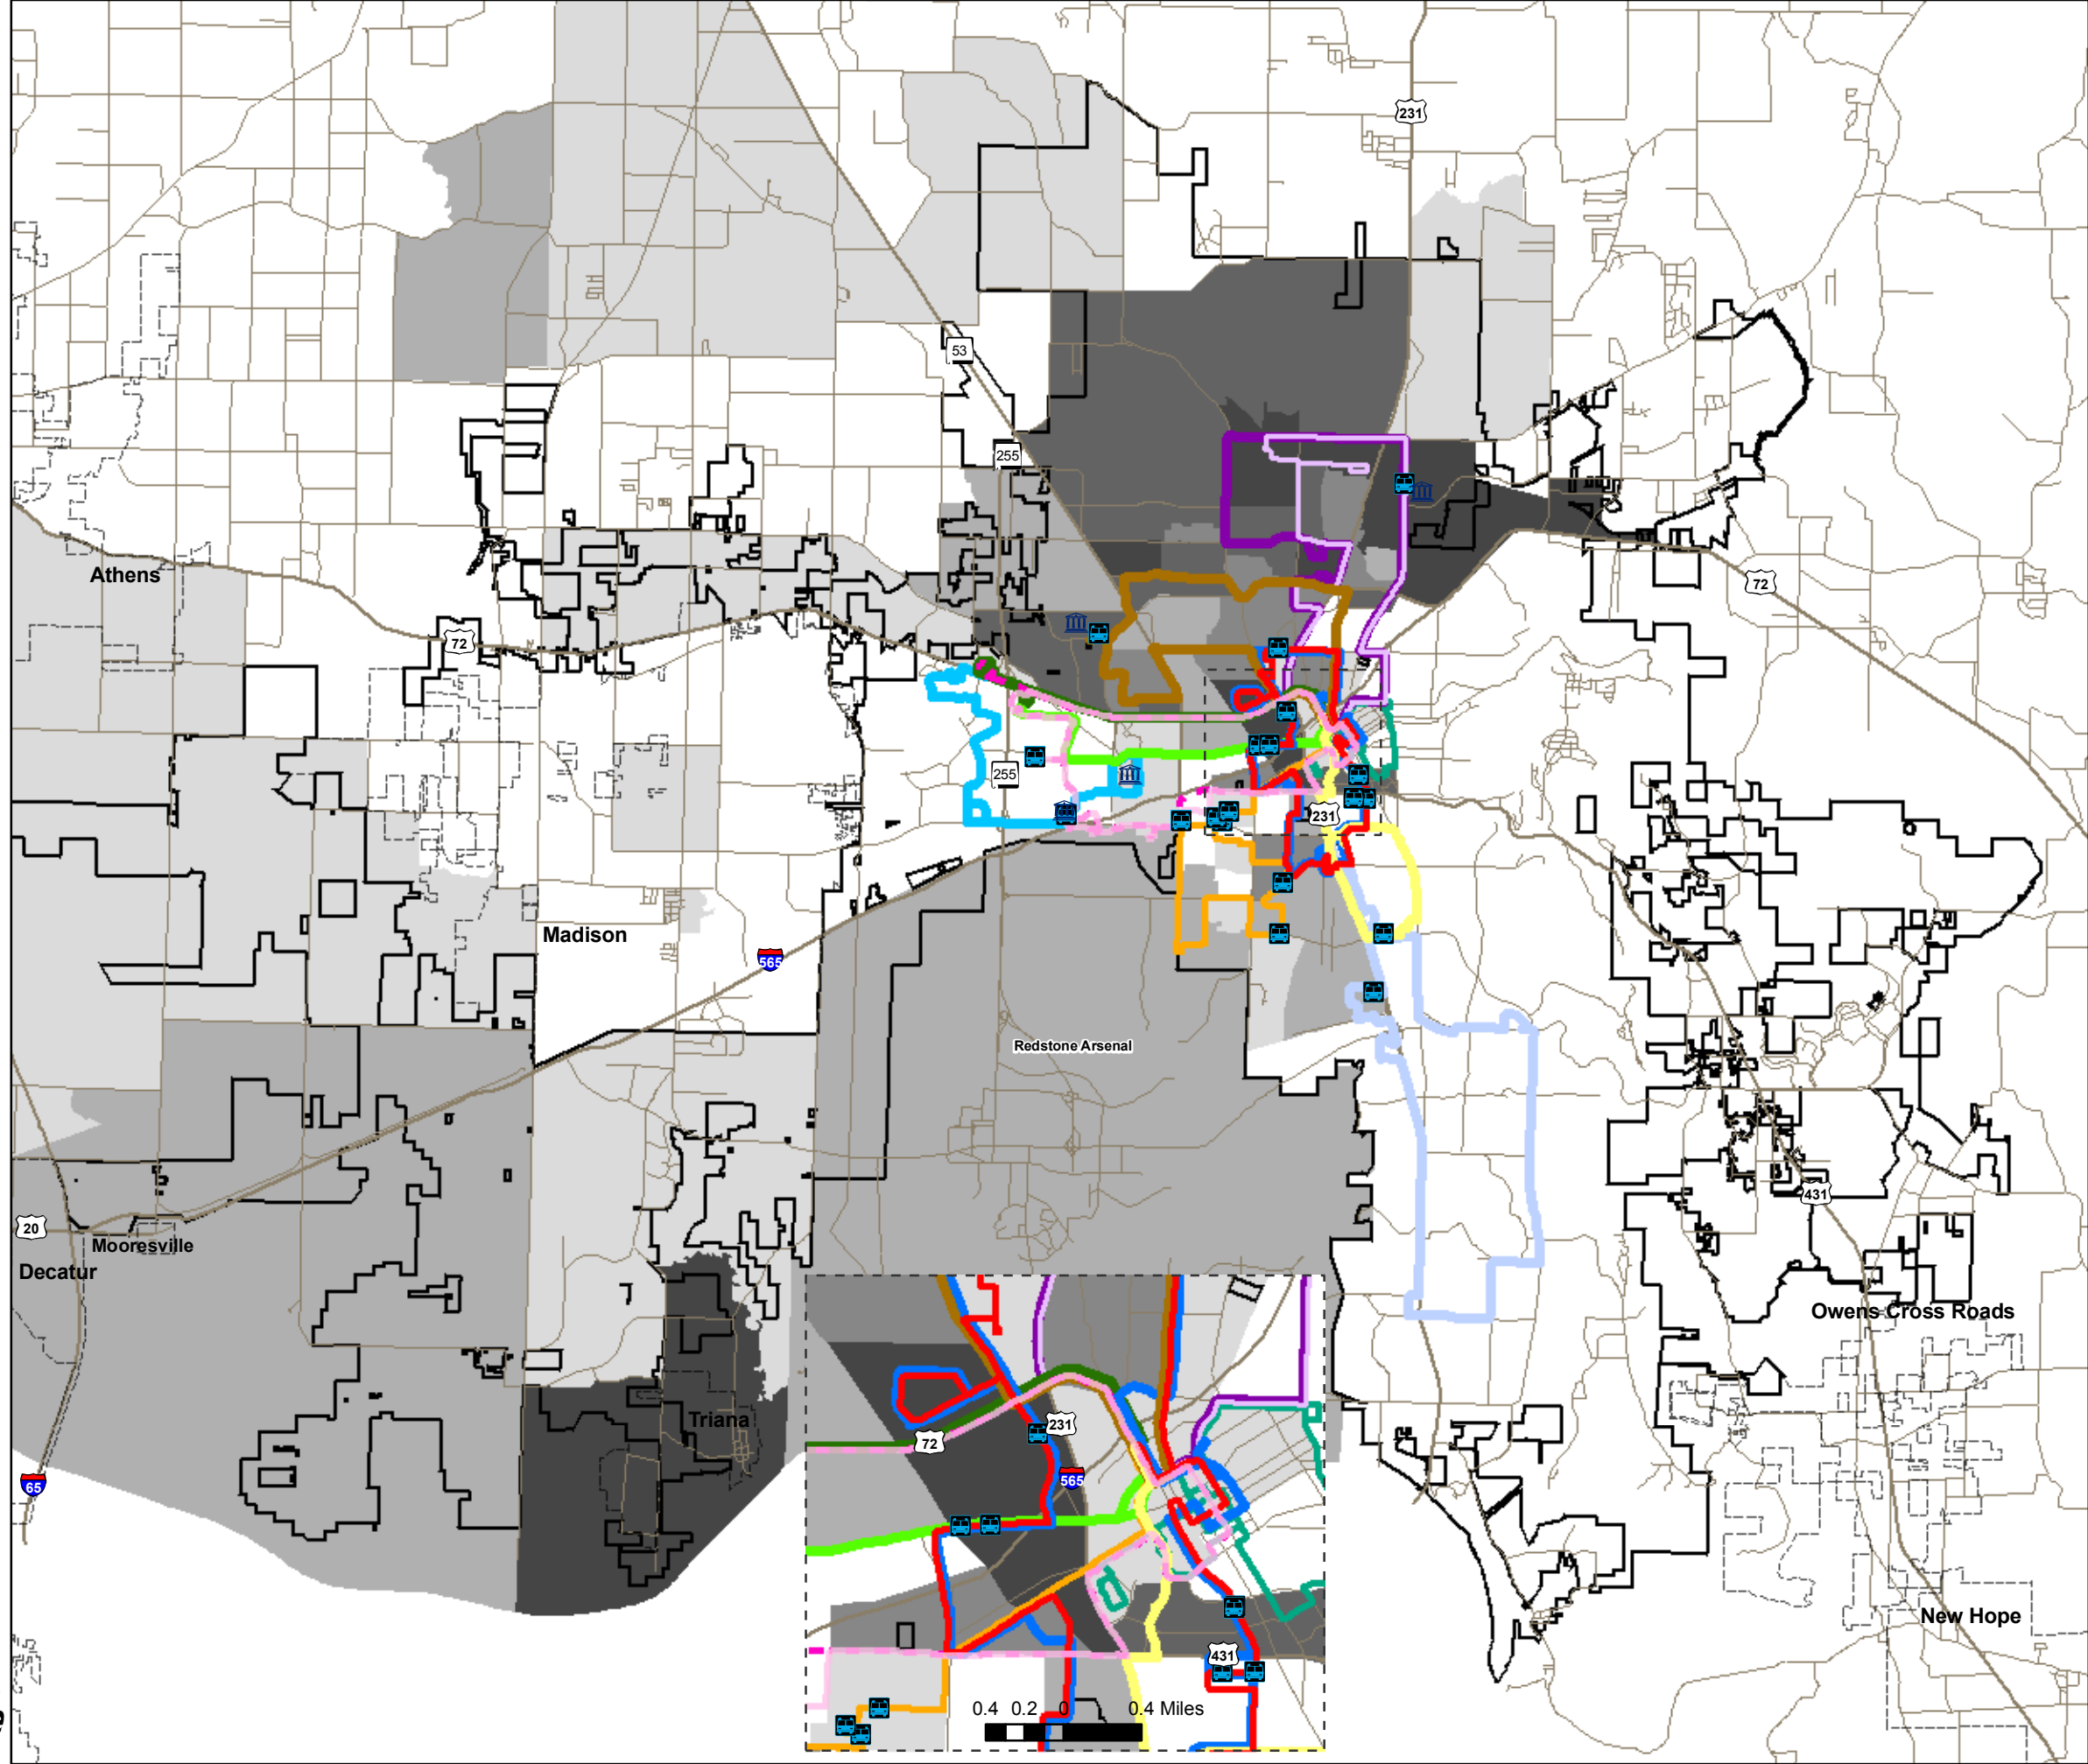 231
53
255
Athens
72
72
255
231
Madison
565
Redstone Arsenal
431
20
Mooresville
Decatur
Owens Cross Roads
Triana
231
72
565
65
New Hope
431
0.4 0.2 0 0.4 Miles